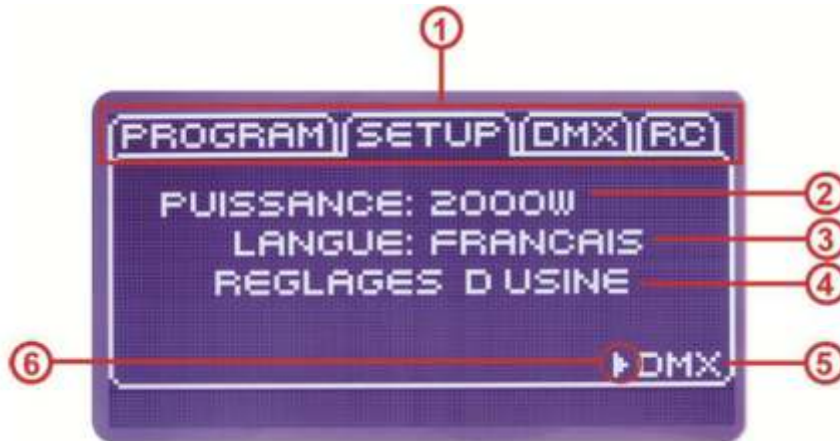 1
PROGRAM SETUP DMX RC
PUISSANCE: 2000W 2
LANGUE: FRANCAIS 3
REGLAGES D USINE 4
6 DMX 5